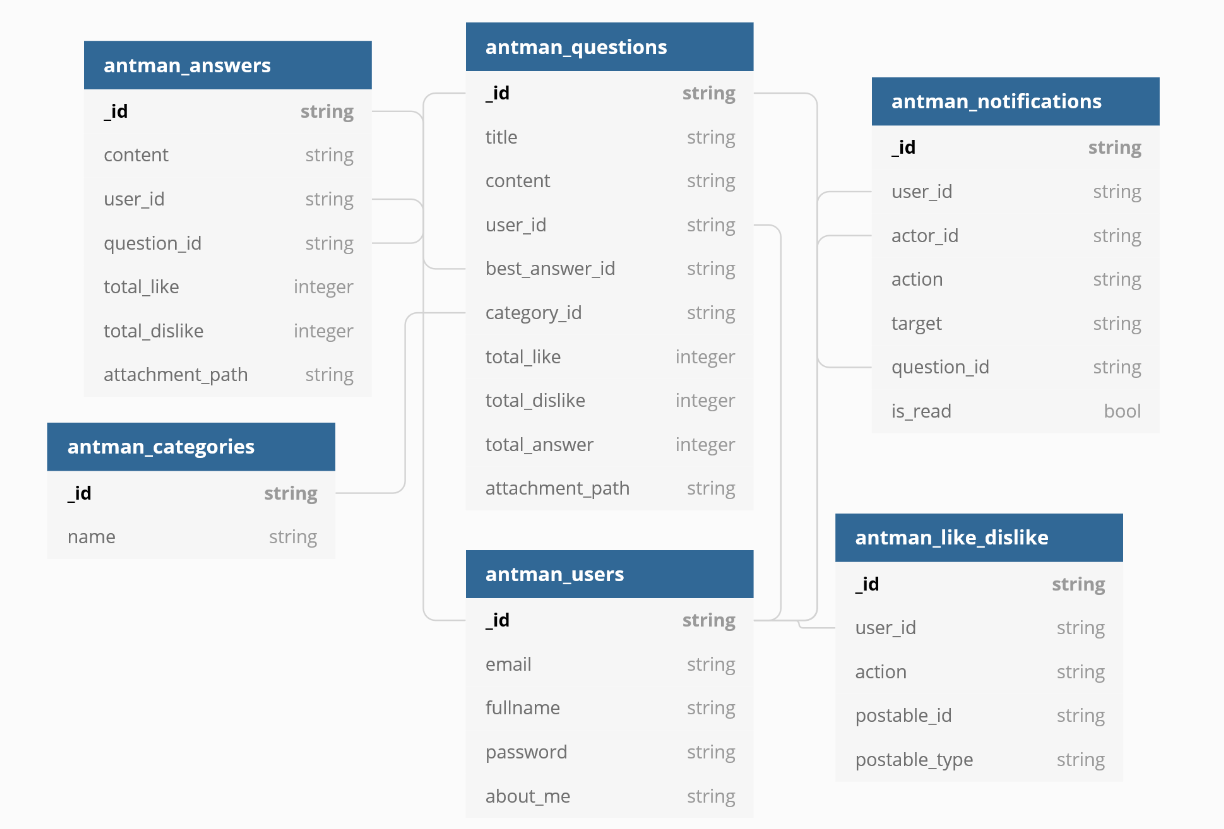 antman_answers
_id string
content string
user_id string
question_id string
total_like integer
total_dislike integer
attachment_path string
antman_categories
_id string
name string
antman_questions
_id string
title string
content string
user_id string
best_answer_id string
category_id string
total_like integer
total_dislike integer
total_answer integer
attachment_path string
antman_users
_id string
email string
fullname string
password string
about_me string
antman_notifications
_id string
user_id string
actor_id string
action string
target string
question_id string
is_read bool
antman_like_dislike
_id string
user_id string
action string
postable_id string
postable_type string